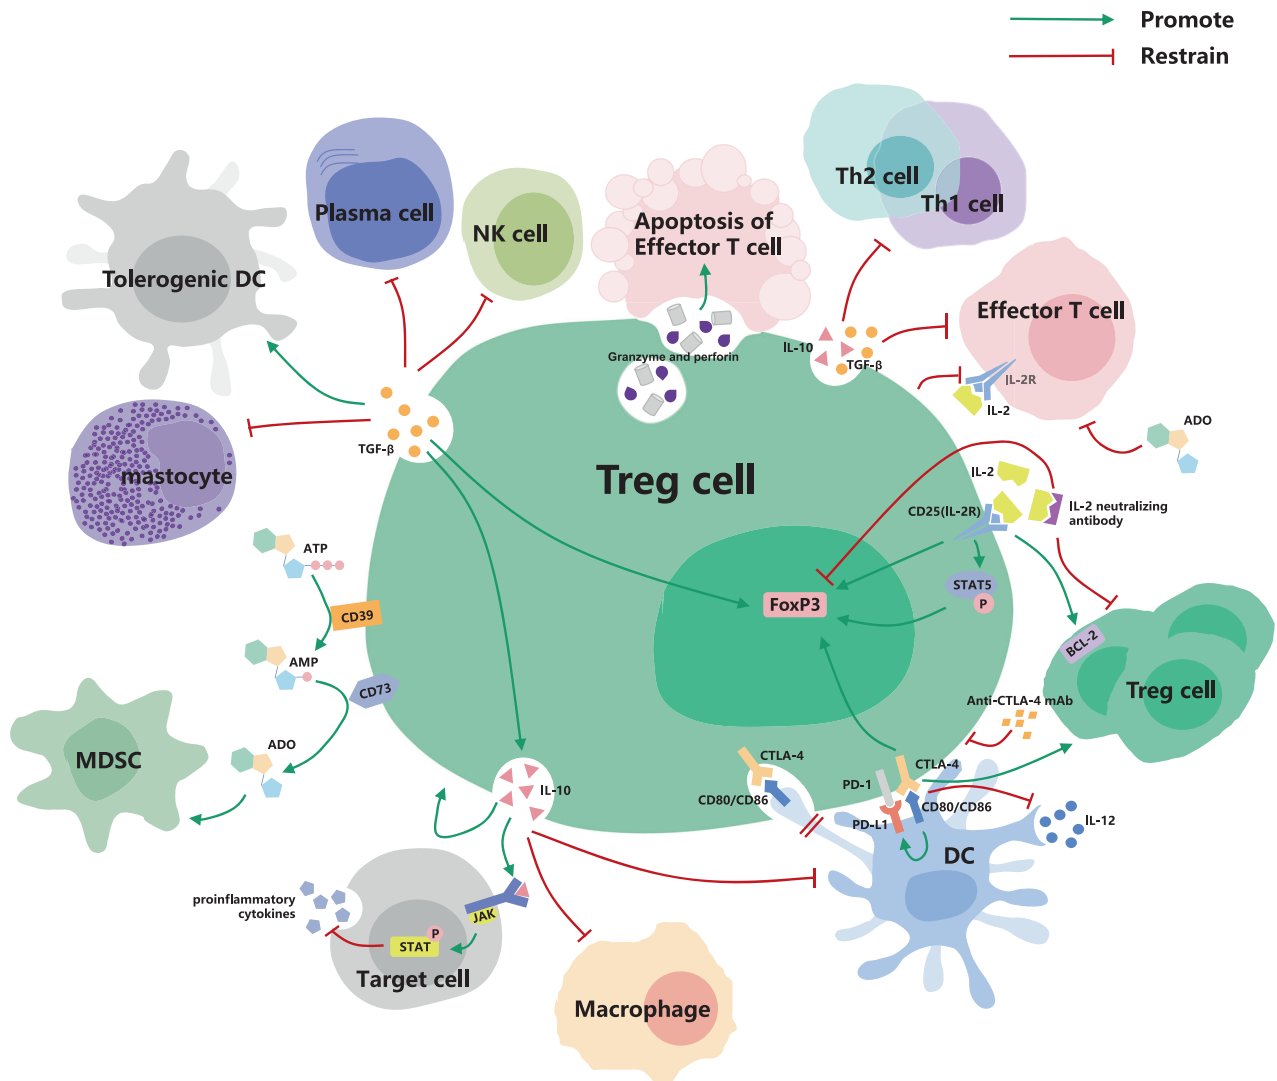 Promote
Restrain
Th2 cell
Th1 cell
Plasma cell
NK cell
Apoptosis of
Effector T cell
Tolerogenic DC
Effector T cell
IL-10
TGF-β
Granzyme and perforin
IL-2R
IL-2
ADO
TGF-β
mastocyte
Treg cell
IL-2
CD25(IL-2R)
IL-2 neutralizing
antibody
ATP
CD39
STAT5
P
FoxP3
AMP
CD73
BCL-2
Treg cell
Anti-CTLA-4 mAb
MDSC
ADO
CTLA-4
CTLA-4
PD-1
IL-10
CD80/CD86
CD80/CD86
PD-L1
IL-12
DC
proinflammatory
cytokines
JAK
P
STAT
Target cell
Macrophage